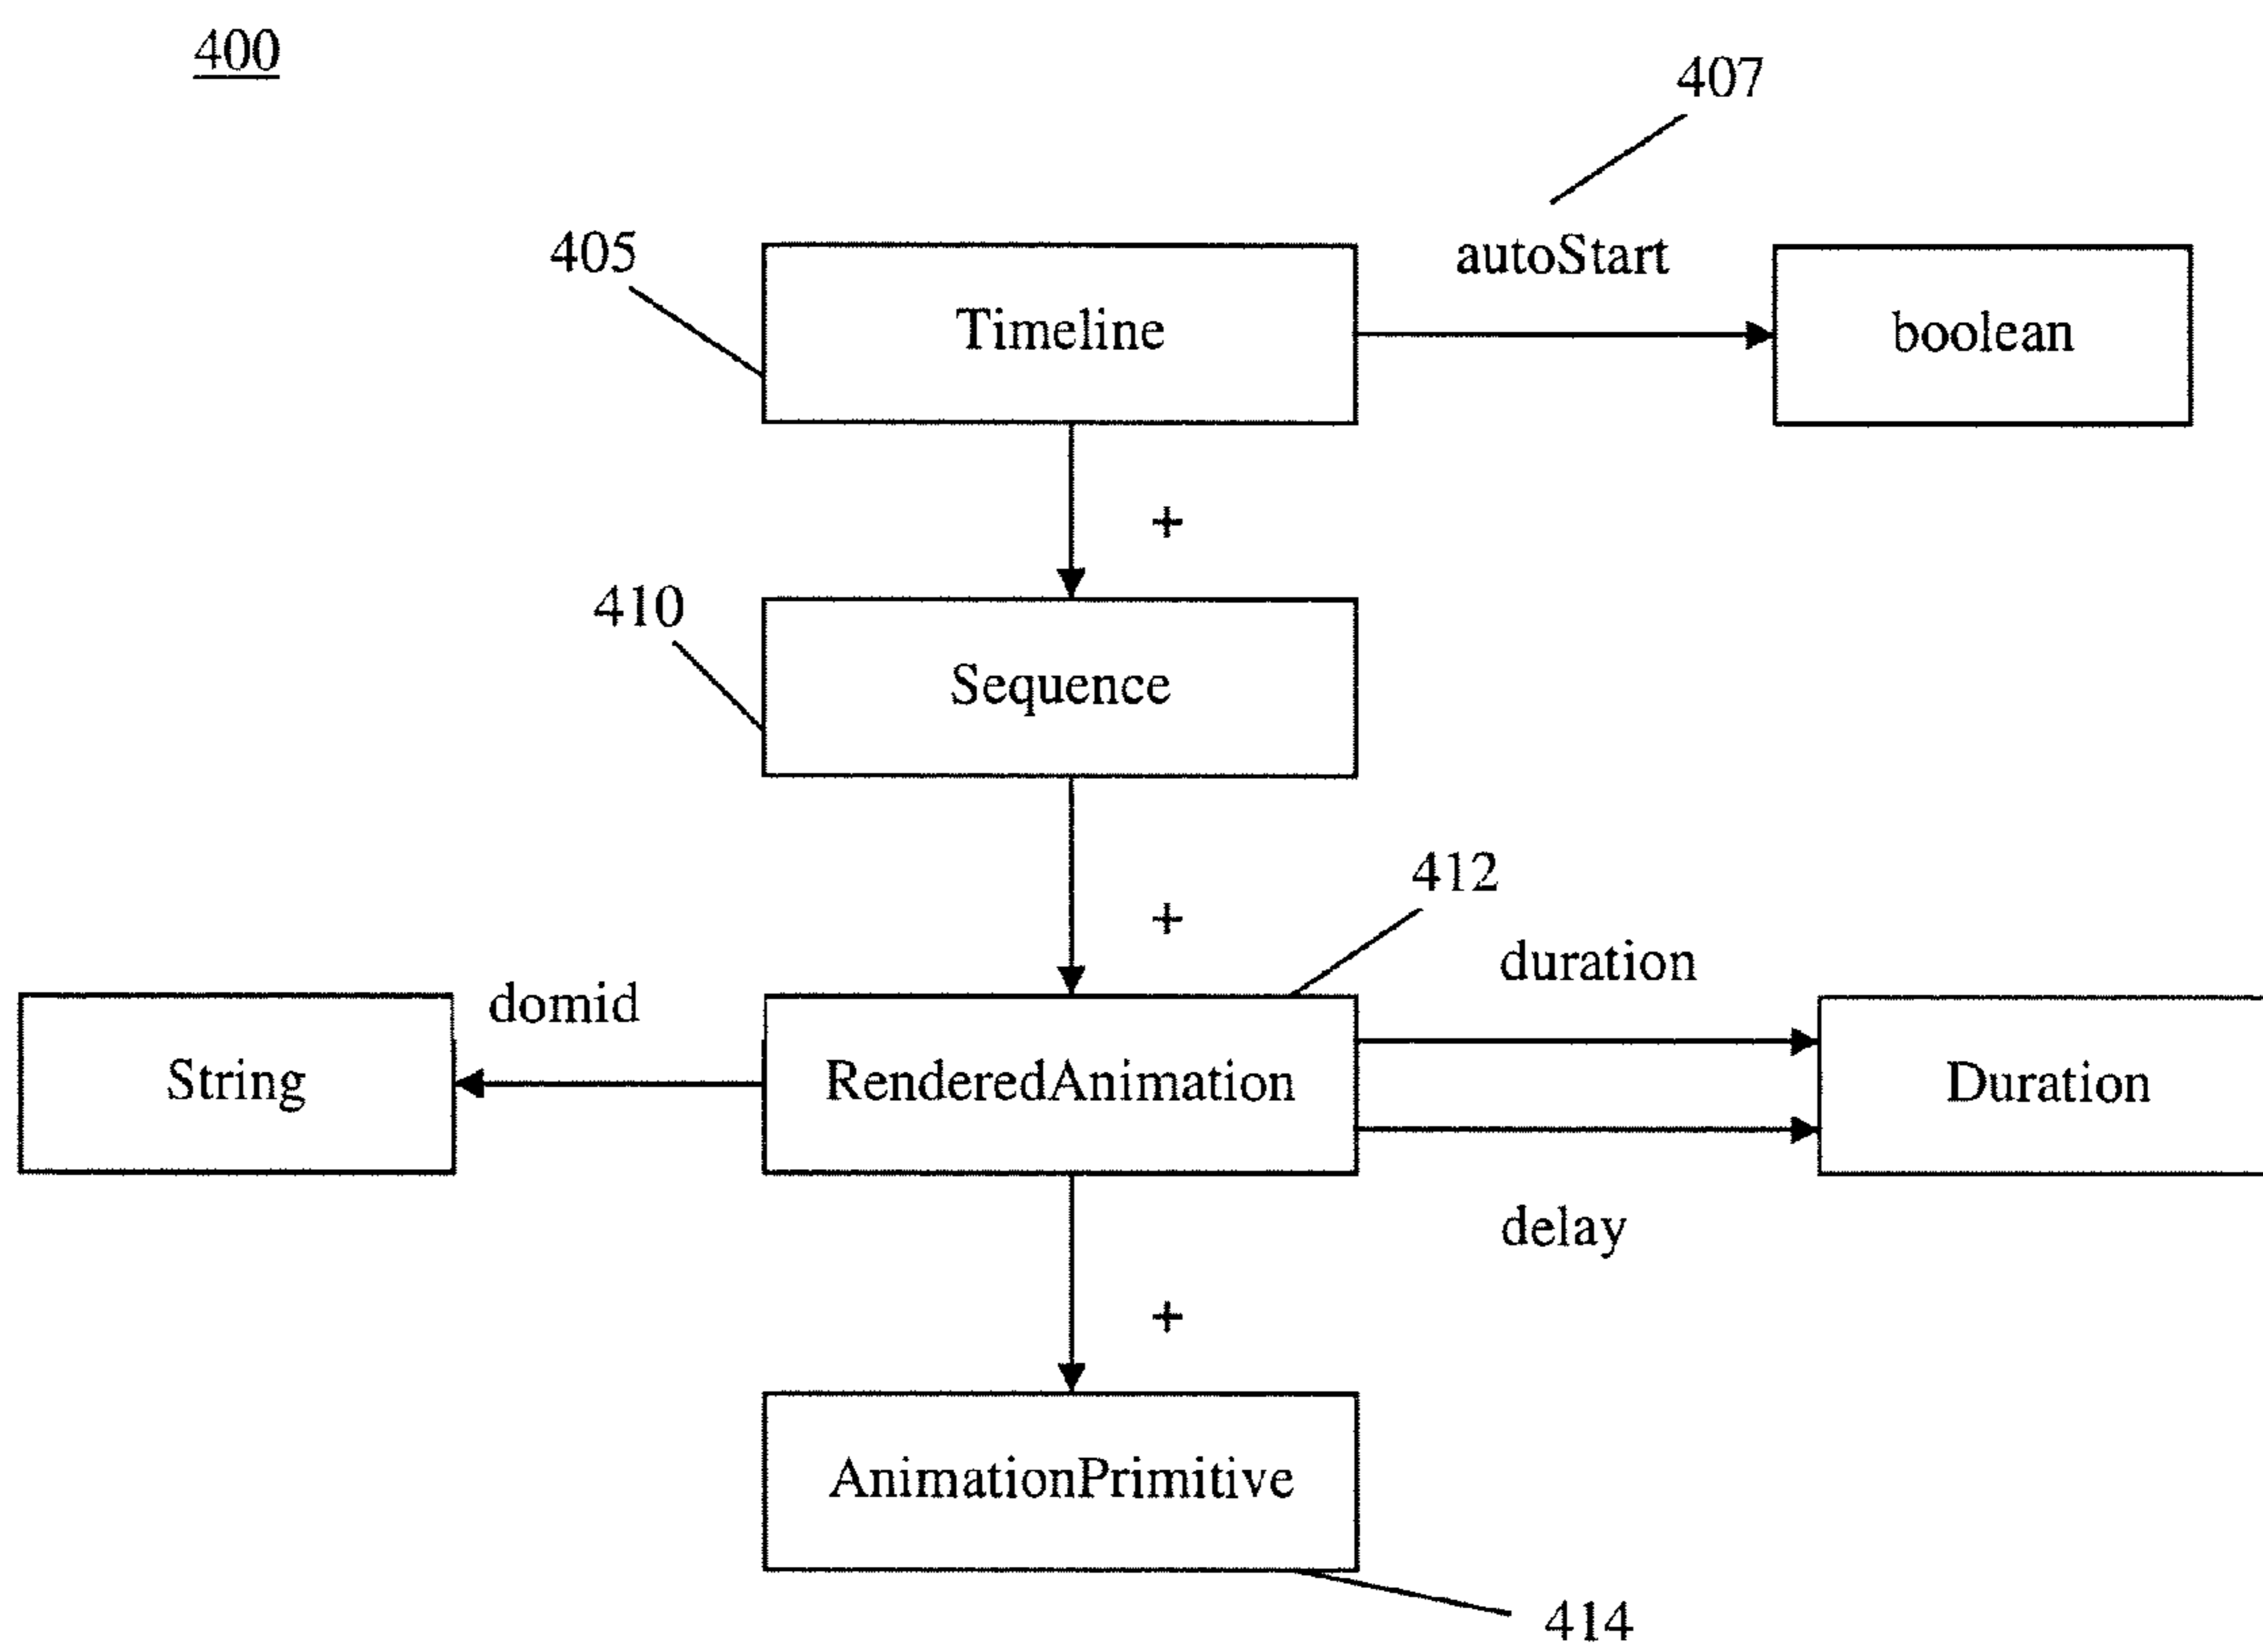 400
407
405
autoStart
Timeline
boolean
+
410
Sequence
412
+
duration
domid
String
RenderedAnimation
Duration
delay
+
AnimationPrimitive
414